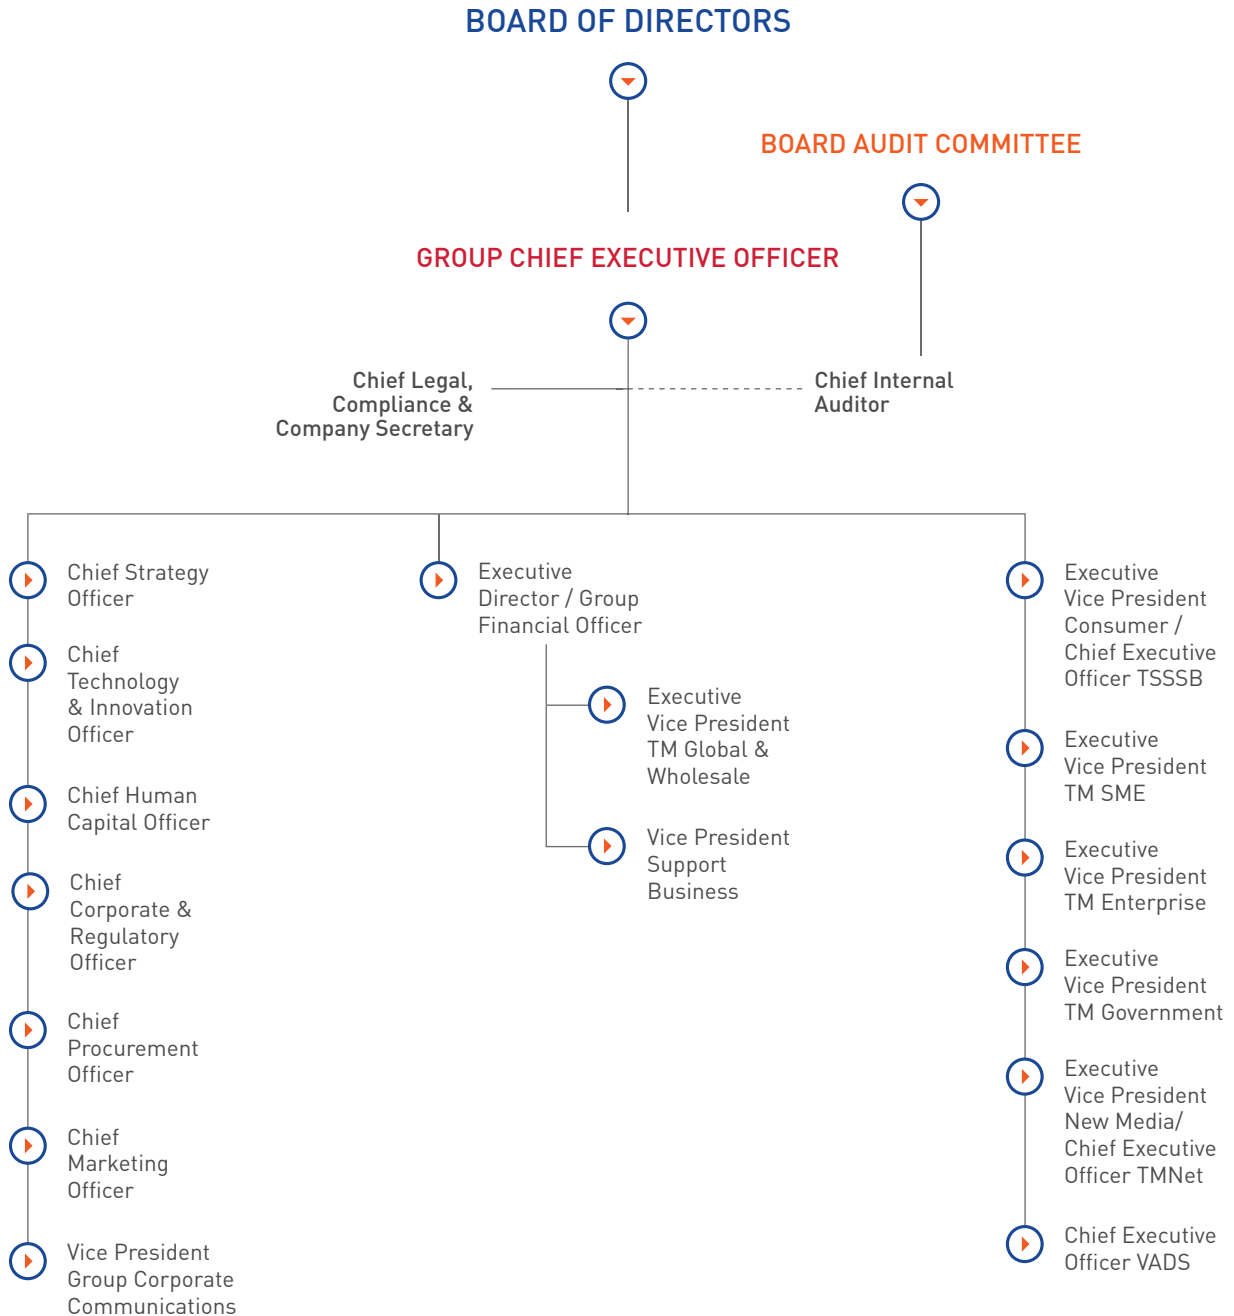 BOARD OF DIRECTORS
BOARD AUDIT COMMITTEE
GROUP CHIEF EXECUTIVE OFFICER
Chief Legal,
Compliance &
Company Secretary
Chief Internal
Auditor
Chief Strategy
Officer
Chief
Technology
& Innovation
Officer
Chief Human
Capital Officer
Chief
Corporate &
Regulatory
Officer
Chief
Procurement
Officer
Chief
Marketing
Officer
Vice President
Group Corporate
Communications
Executive
Director / Group
Financial Officer
Executive
Vice President
TM Global &
Wholesale
Vice President
Support
Business
Executive
Vice President
Consumer /
Chief Executive
Officer TSSSB
Executive
Vice President
TM SME
Executive
Vice President
TM Enterprise
Executive
Vice President
TM Government
Executive
Vice President
New Media/
Chief Executive
Officer TMNet
Chief Executive
Officer VADS